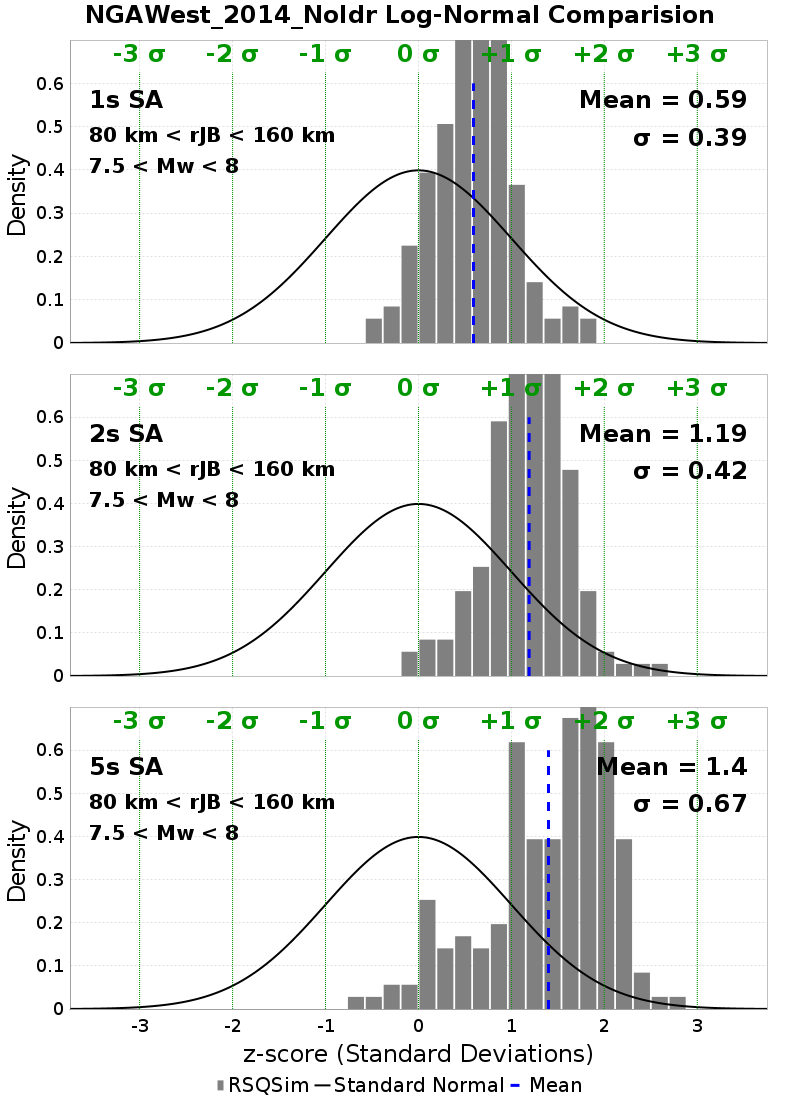 NGAWest_2014_NoIdr Log-Normal Comparision
-3 σ -2 σ -1 σ 0 σ +1 σ +2 σ +3 σ
0.6
1s SA
Mean = 0.59
0.5
80 km < rJB < 160 km
σ = 0.39
7.5 < Mw < 8
0.4
0.3
0.2
0.1
0
Density
-3 σ -2 σ -1 σ 0 σ +1 σ +2 σ +3 σ
0.6
2s SA
Mean = 1.19
0.5
80 km < rJB < 160 km
σ = 0.42
7.5 < Mw < 8
0.4
0.3
0.2
0.1
0
Density
-3 σ -2 σ -1 σ 0 σ +1 σ +2 σ +3 σ
0.6
5s SA
Mean = 1.4
0.5
80 km < rJB < 160 km
σ = 0.67
7.5 < Mw < 8
0.4
0.3
0.2
0.1
0
Density
-3 -2 -1 0 1 2 3
z-score (Standard Deviations)
RSQSim Standard Normal Mean